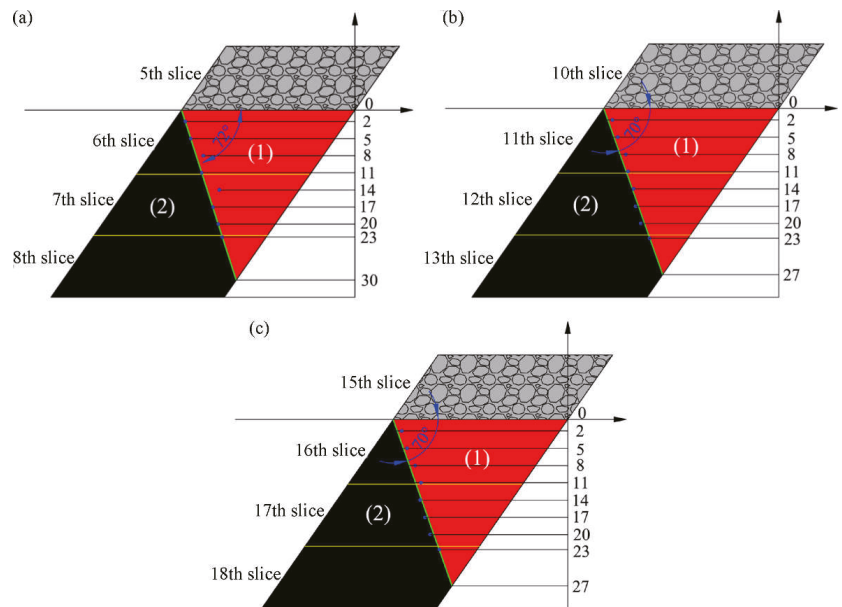 (a)
5th slice
0
2
6th slice
72°
5
(1)
8
11
7th slice
(2)
14
17
20
23
8th slice
30
(b)
10th slice
0
2
11th slice
70°
5
(1)
8
11
12th slice
(2)
14
17
20
23
13th slice
27
(c)
15th slice
0
2
16th slice
70°
5
(1)
8
11
17th slice
(2)
14
17
20
23
18th slice
27